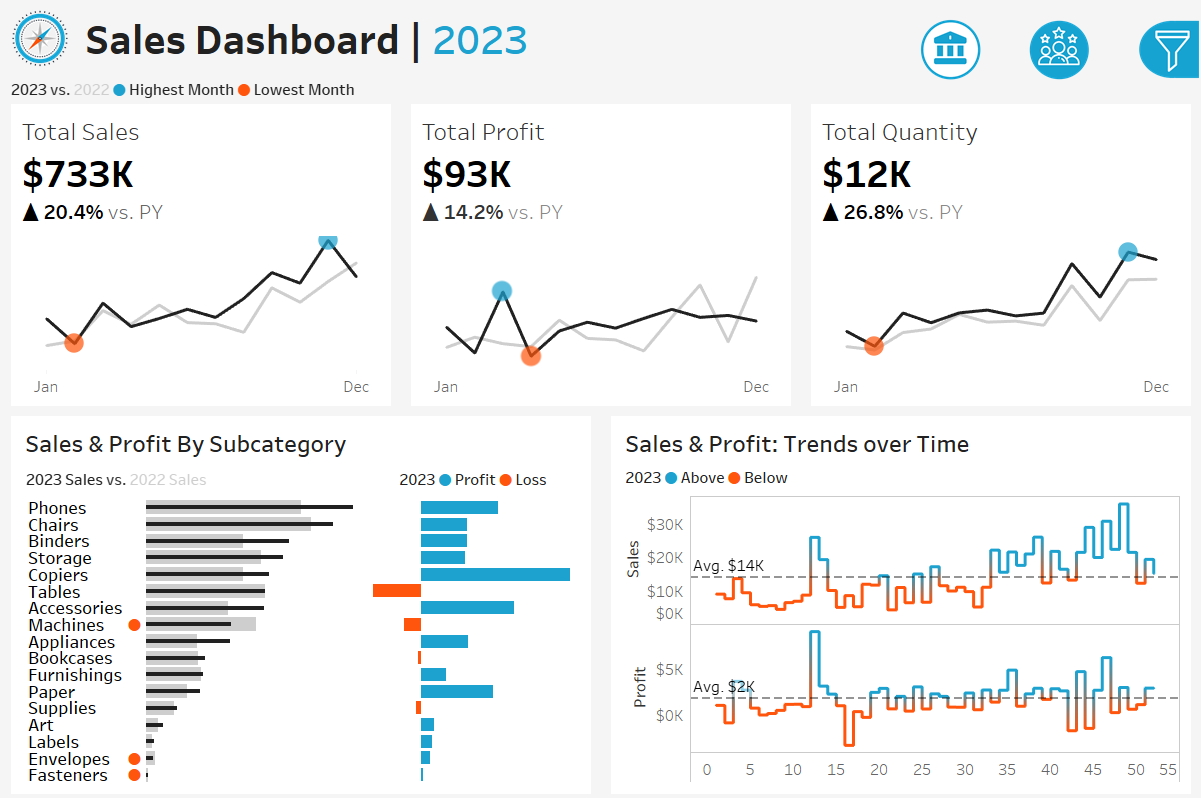 Sales Dashboard | 2023
2023 vs. 2022 Highest Month Lowest Month
Total Sales
$733K
▲ 20.4% vs. PY
Jan Dec
Total Profit
$93K
▲ 14.2% vs. PY
Jan Dec
Total Quantity
$12K
▲ 26.8% vs. PY
Jan Dec
Sales & Profit By Subcategory
2023 Sales vs. 2022 Sales
2023 Profit Loss
Phones
Chairs
Binders
Storage
Copiers
Tables
Accessories
Machines
Appliances
Bookcases
Furnishings
Paper
Supplies
Art
Labels
Envelopes
Fasteners
Sales & Profit: Trends over Time
2023 Above Below
Sales
$30K
$20K
$10K
$0K
Avg. $14K
Profit
$5K
$0K
Avg. $2K
0 5 10 15 20 25 30 35 40 45 50 55